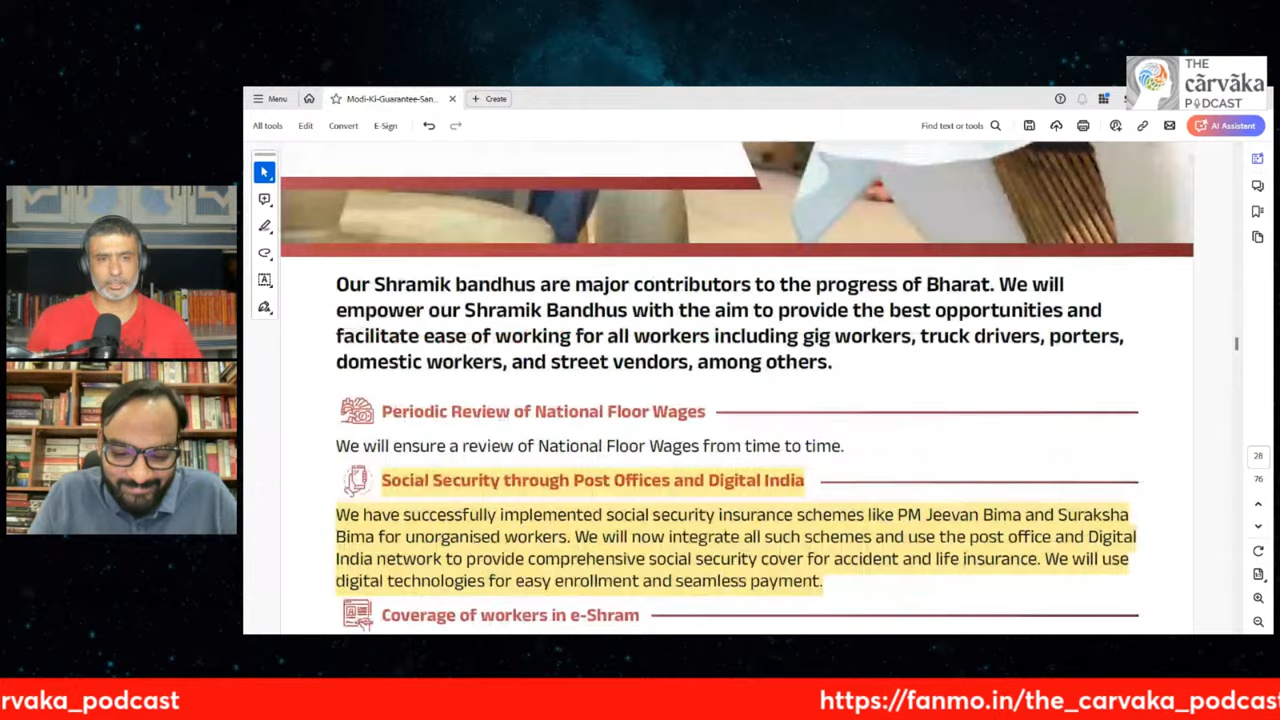 THE
cārvāka
PODCAST
Menu
Modi-Ki-Guarantee-San...
Create
All tools
Edit
Convert
E-Sign
Find text or tools
AI Assistant
Our Shramik bandhus are major contributors to the progress of Bharat. We will
empower our Shramik Bandhus with the aim to provide the best opportunities and
facilitate ease of working for all workers including gig workers, truck drivers, porters,
domestic workers, and street vendors, among others.
Periodic Review of National Floor Wages
We will ensure a review of National Floor Wages from time to time.
Social Security through Post Offices and Digital India
We have successfully implemented social security insurance schemes like PM Jeevan Bima and Suraksha
Bima for unorganised workers. We will now integrate all such schemes and use the post office and Digital
India network to provide comprehensive social security cover for accident and life insurance. We will use
digital technologies for easy enrollment and seamless payment.
Coverage of workers in e-Shram
28
76
rvaka_podcast
https://fanmo.in/the_carvaka_podcast